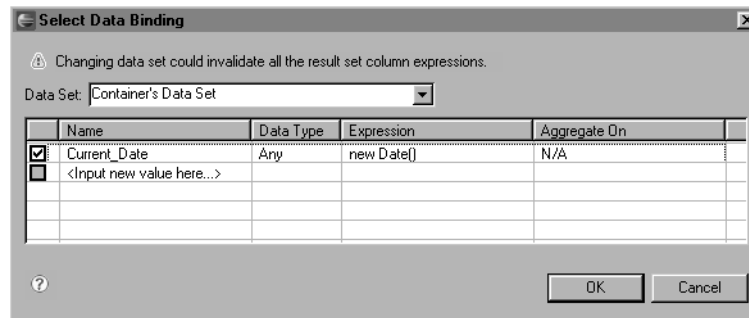 Select Data Binding
Changing data set could invalidate all the result set column expressions.
Data Set: Container's Data Set
Name Data Type Expression Aggregate On
Current_Date Any new Date() N/A
<Input new value here...>
OK Cancel